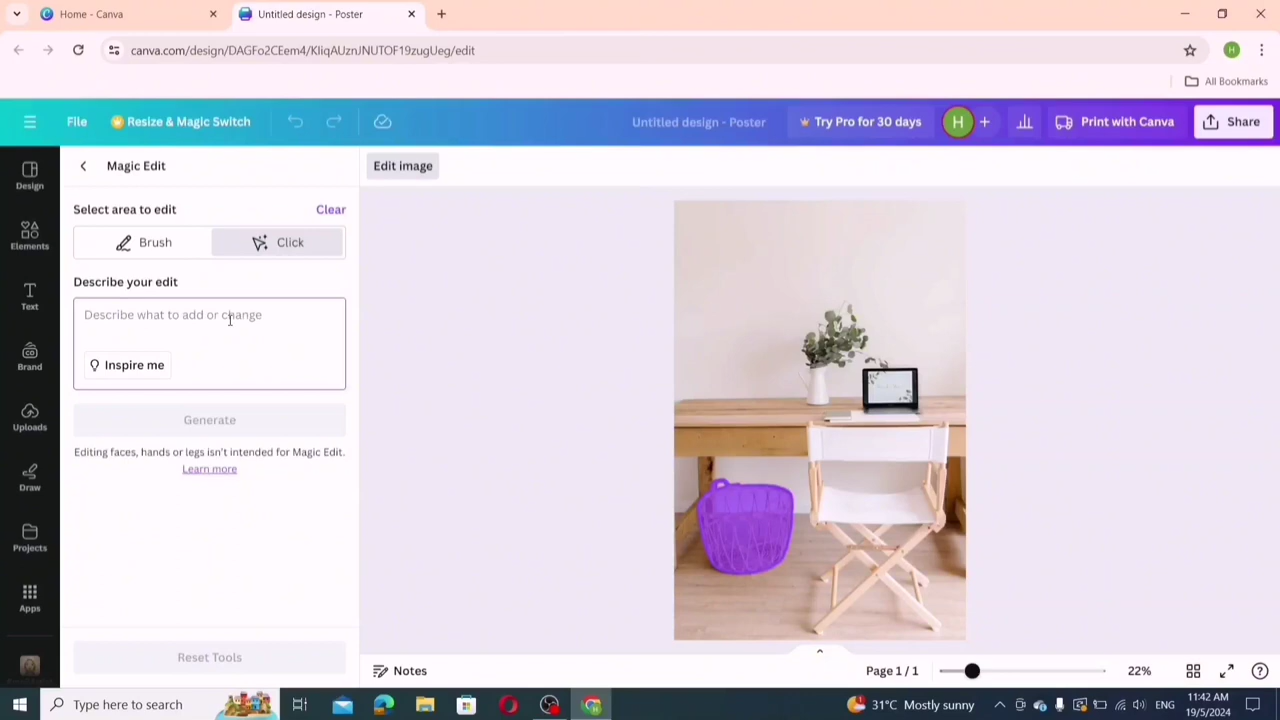 Home - Canva
Untitled design - Poster
canva.com/design/DAGFo2CEem4/KIiqAUznJNUTOF19zugUeg/edit
All Bookmarks
File
Resize & Magic Switch
Untitled design - Poster
Try Pro for 30 days
H
Print with Canva
Share
Design
Elements
Text
Brand
Uploads
Draw
Projects
Apps
Magic Edit
Edit image
Select area to edit
Clear
Brush
Click
Describe your edit
Describe what to add or change
Inspire me
Generate
Editing faces, hands or legs isn't intended for Magic Edit.
Learn more
Reset Tools
Notes
Page 1 / 1
22%
Type here to search
31°C Mostly sunny
ENG
11:42 AM
19/5/2024